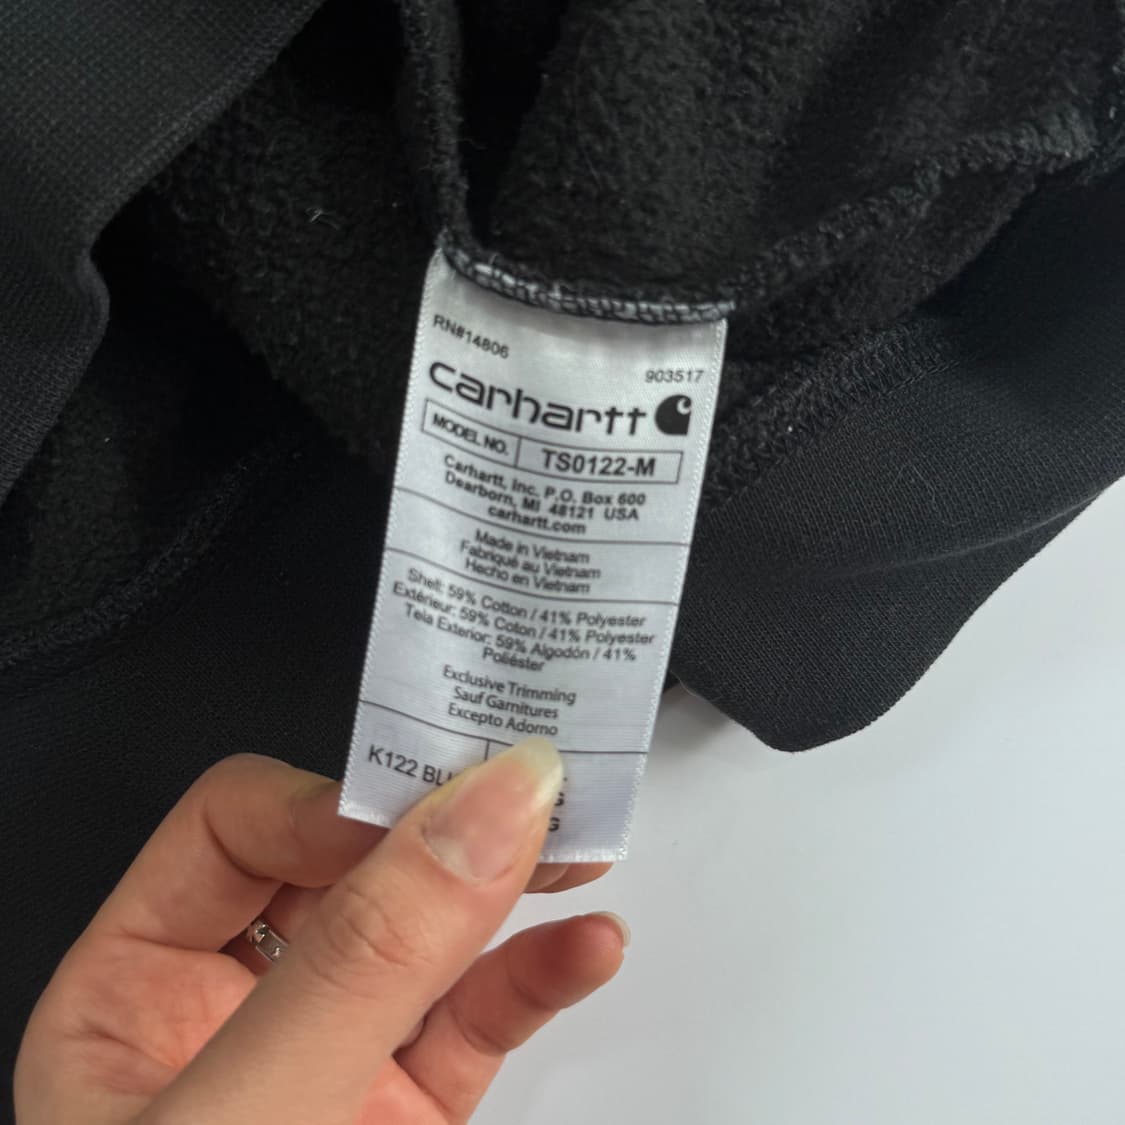 RN#14806
903517
carhartt
MODEL NO. TS0122-M
Carhartt, Inc. P.O. Box 600
Dearborn, MI 48121 USA
carhartt.com
Made in Vietnam
Fabriqué au Vietnam
Hecho en Vietnam
Shell: 59% Cotton / 41% Polyester
Extérieur: 59% Coton / 41% Polyester
Tela Exterior: 59% Algodón / 41%
Poliéster
Exclusive Trimming
Sauf Garnitures
Excepto Adorno
K122